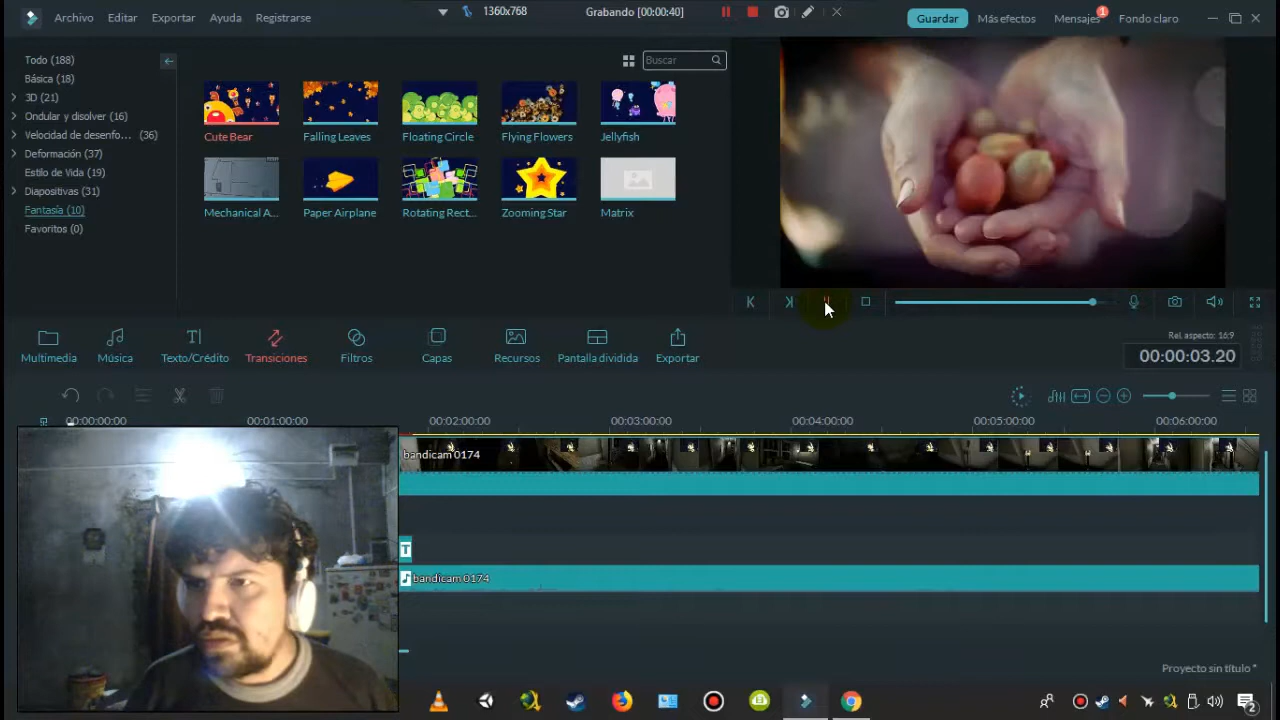 Archivo Editar Exportar Ayuda Registrarse
1360x768 Grabando [00:00:40]
Guardar Más efectos Mensajes 1 Fondo claro
Todo (188)
Básica (18)
3D (21)
Ondular y disolver (16)
Velocidad de desenfo... (36)
Deformación (37)
Estilo de Vida (19)
Diapositivas (31)
Fantasía (10)
Favoritos (0)
Buscar
Cute Bear Falling Leaves Floating Circle Flying Flowers Jellyfish
Mechanical A... Paper Airplane Rotating Rect... Zooming Star Matrix
Multimedia Música Texto/Crédito Transiciones Filtros Capas Recursos Pantalla dividida Exportar
Rel. aspecto: 16:9
00:00:03.20
00:00:00:00 00:01:00:00 00:02:00:00 00:03:00:00 00:04:00:00 00:05:00:00 00:06:00:00
bandicam 0174
T
bandicam 0174
Proyecto sin título *
2